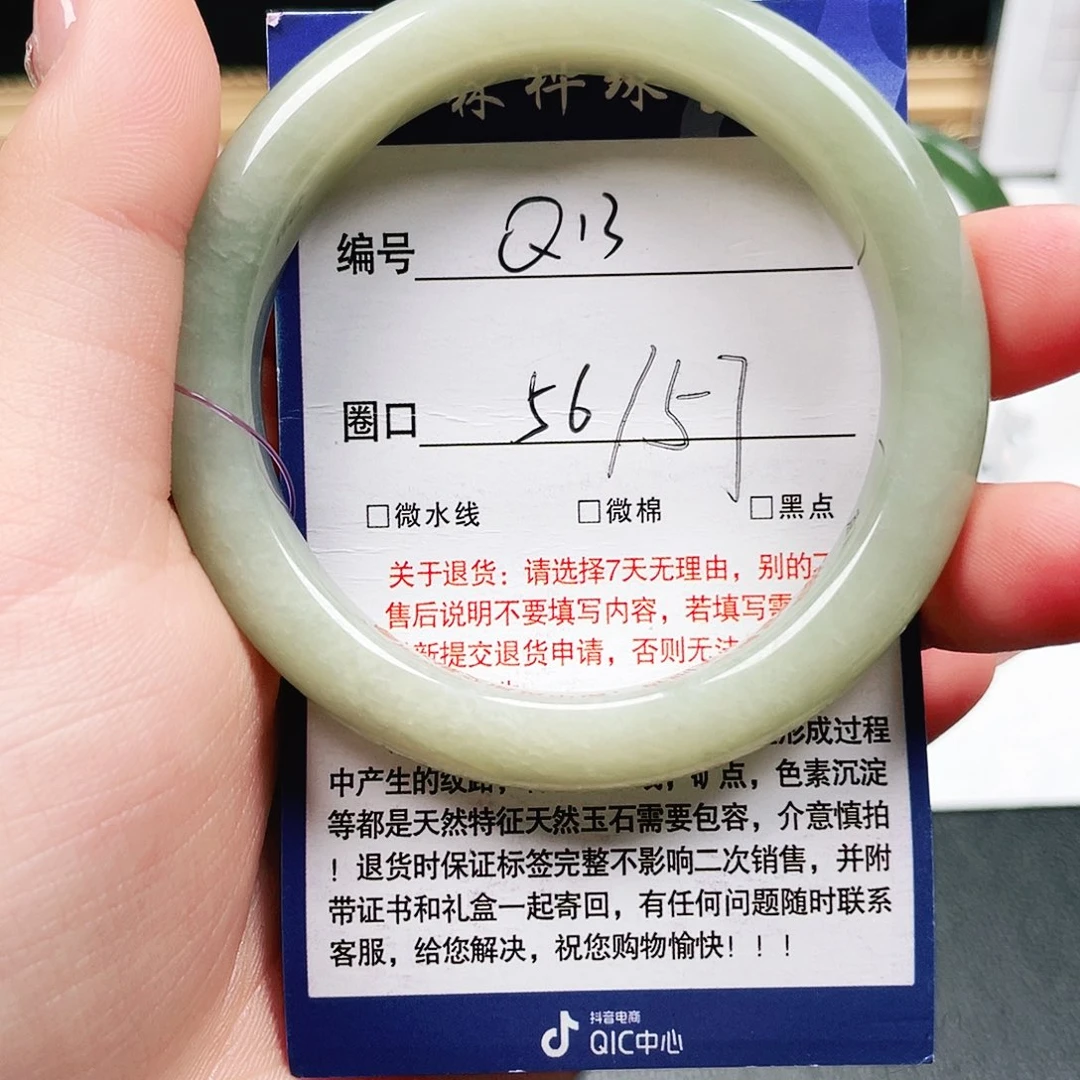 编号 Q13
圈口 56/57
□微水线 □微棉 □黑点
关于退货：请选择7天无理由，别的
售后说明不要填写内容，若填写需
新提交退货申请，否则无法
形成过程
中产生的纹路，矿点，色素沉淀
等都是天然特征天然玉石需要包容，介意慎拍
！退货时保证标签完整不影响二次销售，并附
带证书和礼盒一起寄回，有任何问题随时联系
客服，给您解决，祝您购物愉快！！！
抖音电商
QIC中心